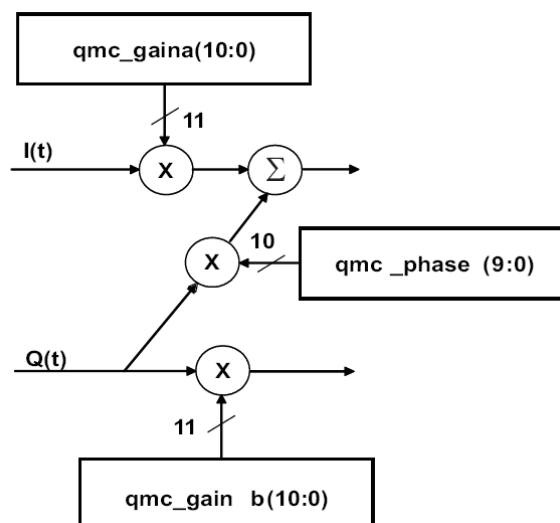 qmc_gaina(10:0)
11
I(t)
X
Σ
10
X
qmc _phase (9:0)
Q(t)
X
11
qmc_gain b(10:0)